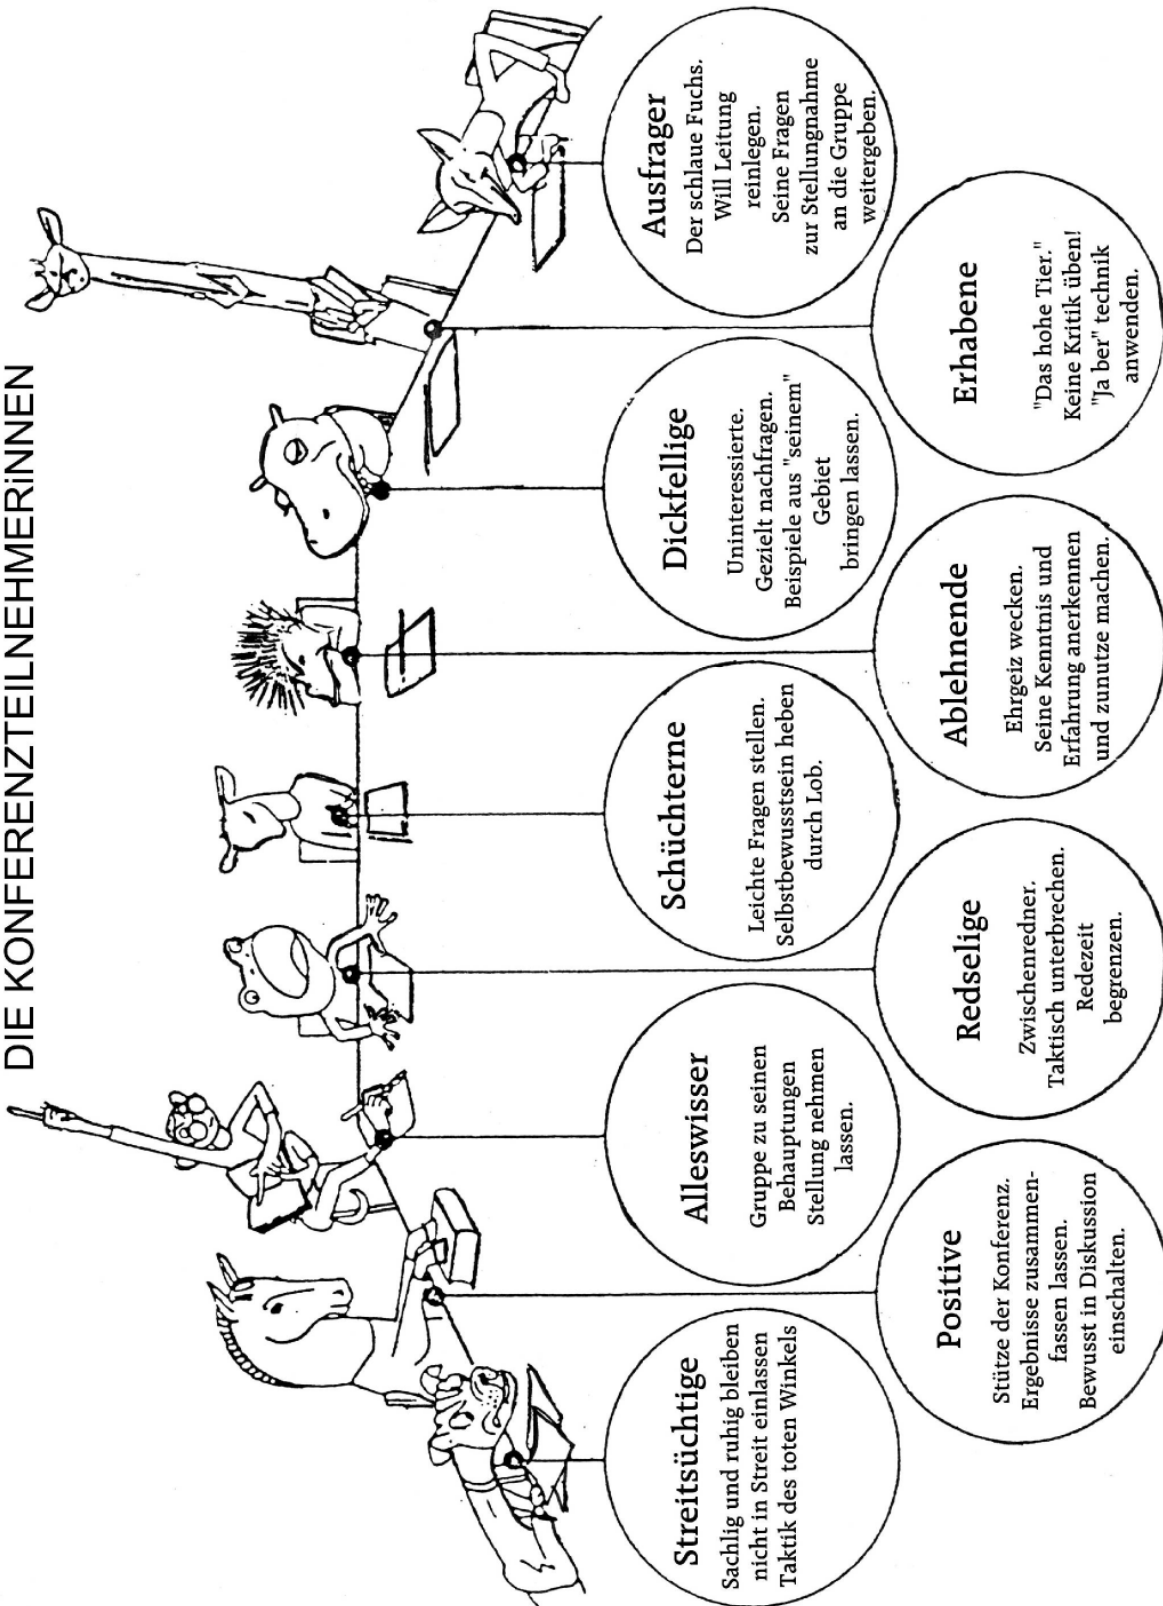 DIE KONFERENZTEILNEHMERiNNEN
Streitsüchtige
Sachlig und ruhig bleiben
nicht in Streit einlassen
Taktik des toten Winkels
Positive
Stütze der Konferenz.
Ergebnisse zusammen-
fassen lassen.
Bewusst in Diskussion
einschalten.
Alleswisser
Gruppe zu seinen
Behauptungen
Stellung nehmen
lassen.
Redselige
Zwischenredner.
Taktisch unterbrechen.
Redezeit
begrenzen.
Schüchterne
Leichte Fragen stellen.
Selbstbewusstsein heben
durch Lob.
Ablehnende
Ehrgeiz wecken.
Seine Kenntnis und
Erfahrung anerkennen
und zunutze machen.
Dickfellige
Uninteressierte.
Gezielt nachfragen.
Beispiele aus "seinem"
Gebiet
bringen lassen.
Erhabene
"Das hohe Tier."
Keine Kritik üben!
"Ja ber" technik
anwenden.
Ausfrager
Der schlaue Fuchs.
Will Leitung
reinlegen.
Seine Fragen
zur Stellungnahme
an die Gruppe
weitergeben.